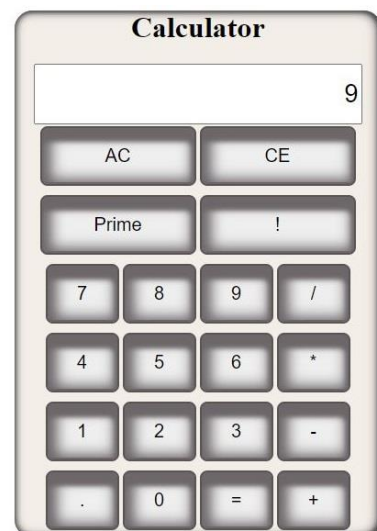 Calculator
9
AC CE
Prime !
7 8 9 /
4 5 6 *
1 2 3 -
. 0 = +